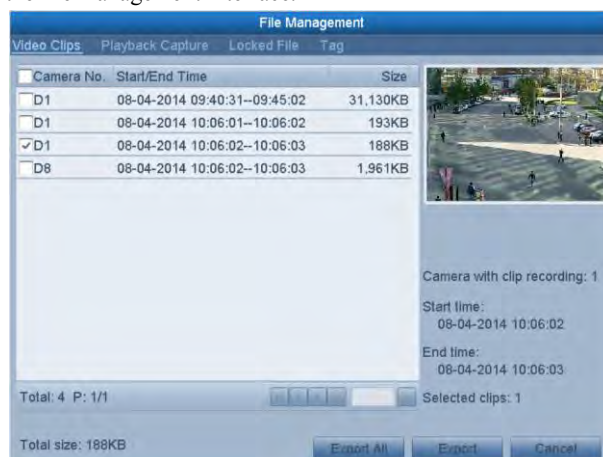 File Management
Video Clips Playback Capture Locked File Tag
Camera No. Start/End Time Size
D1 08-04-2014 09:40:31--09:45:02 31,130KB
D1 08-04-2014 10:06:01--10:06:02 193KB
D1 08-04-2014 10:06:02--10:06:03 188KB
D8 08-04-2014 10:06:02--10:06:03 1,961KB
Camera with clip recording: 1
Start time:
08-04-2014 10:06:02
End time:
08-04-2014 10:06:03
Total: 4 P: 1/1
Selected clips: 1
Total size: 188KB
Export All Export Cancel